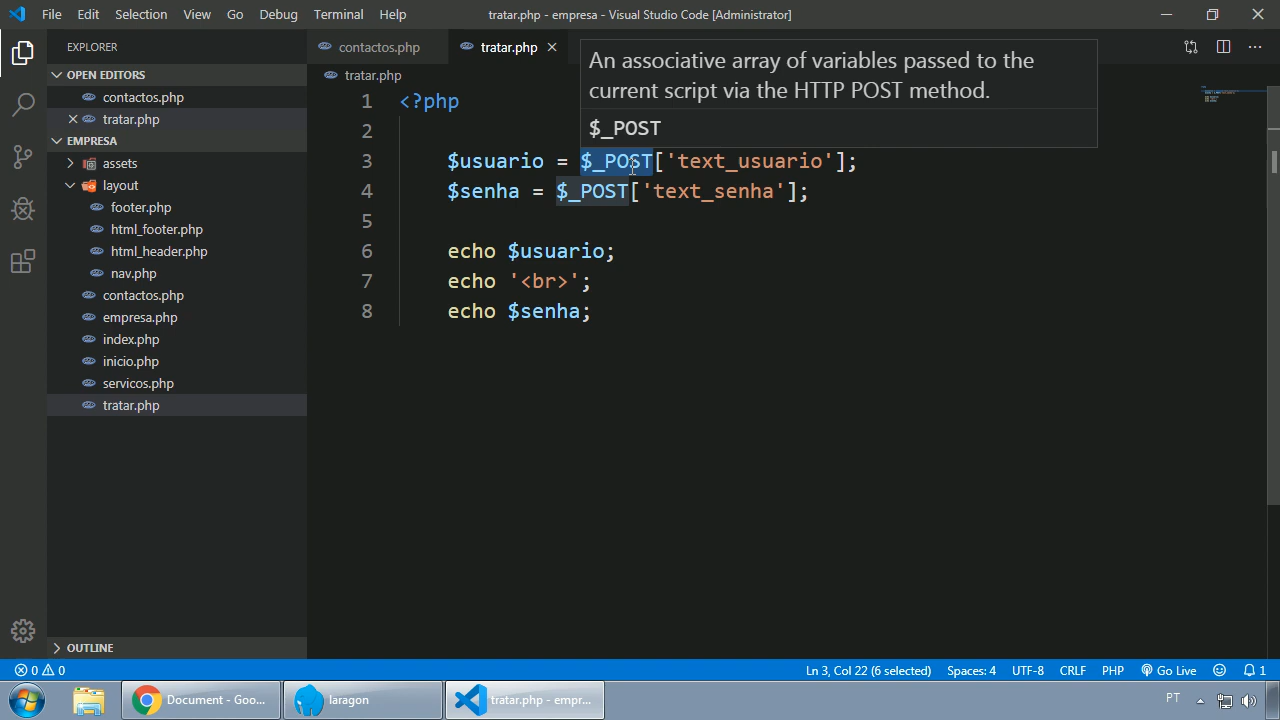 File Edit Selection View Go Debug Terminal Help tratar.php - empresa - Visual Studio Code [Administrator]
EXPLORER
OPEN EDITORS
contactos.php
tratar.php
EMPRESA
assets
layout
footer.php
html_footer.php
html_header.php
nav.php
contactos.php
empresa.php
index.php
inicio.php
servicos.php
tratar.php
OUTLINE
contactos.php tratar.php
tratar.php
An associative array of variables passed to the
current script via the HTTP POST method.
$_POST
1 <?php
2
3 $usuario = $_POST['text_usuario'];
4 $senha = $_POST['text_senha'];
5
6 echo $usuario;
7 echo '<br>';
8 echo $senha;
0 0 Ln 3, Col 22 (6 selected) Spaces: 4 UTF-8 CRLF PHP Go Live 1
Document - Goo... laragon tratar.php - empr... PT